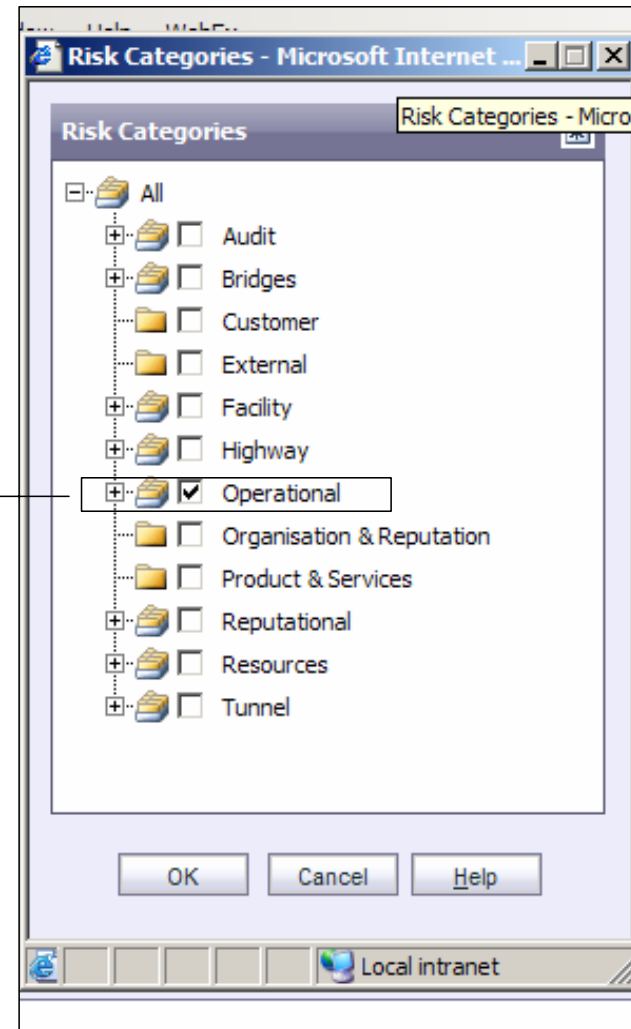 Risk Categories - Microsoft Internet ...
Risk Categories - Micro
Risk Categories
All
Audit
Bridges
Customer
External
Facility
Highway
Operational
Organisation & Reputation
Product & Services
Reputational
Resources
Tunnel
OK Cancel Help
Local intranet